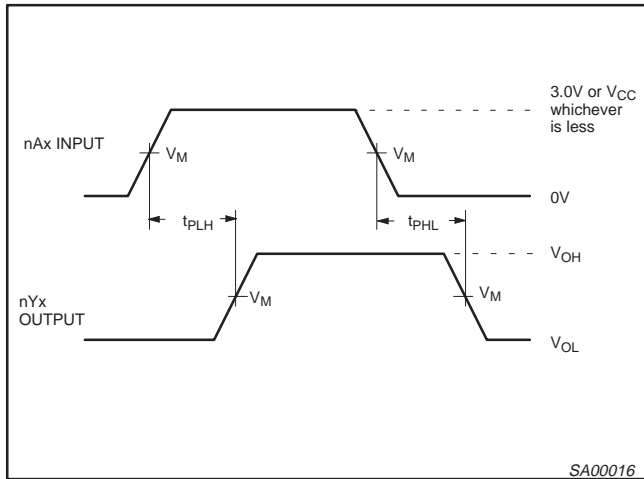 3.0V or VCC
whichever
is less
nAx INPUT
VM
VM
0V
tPLH
tPHL
VOH
nYx
OUTPUT
VM
VM
VOL
SA00016